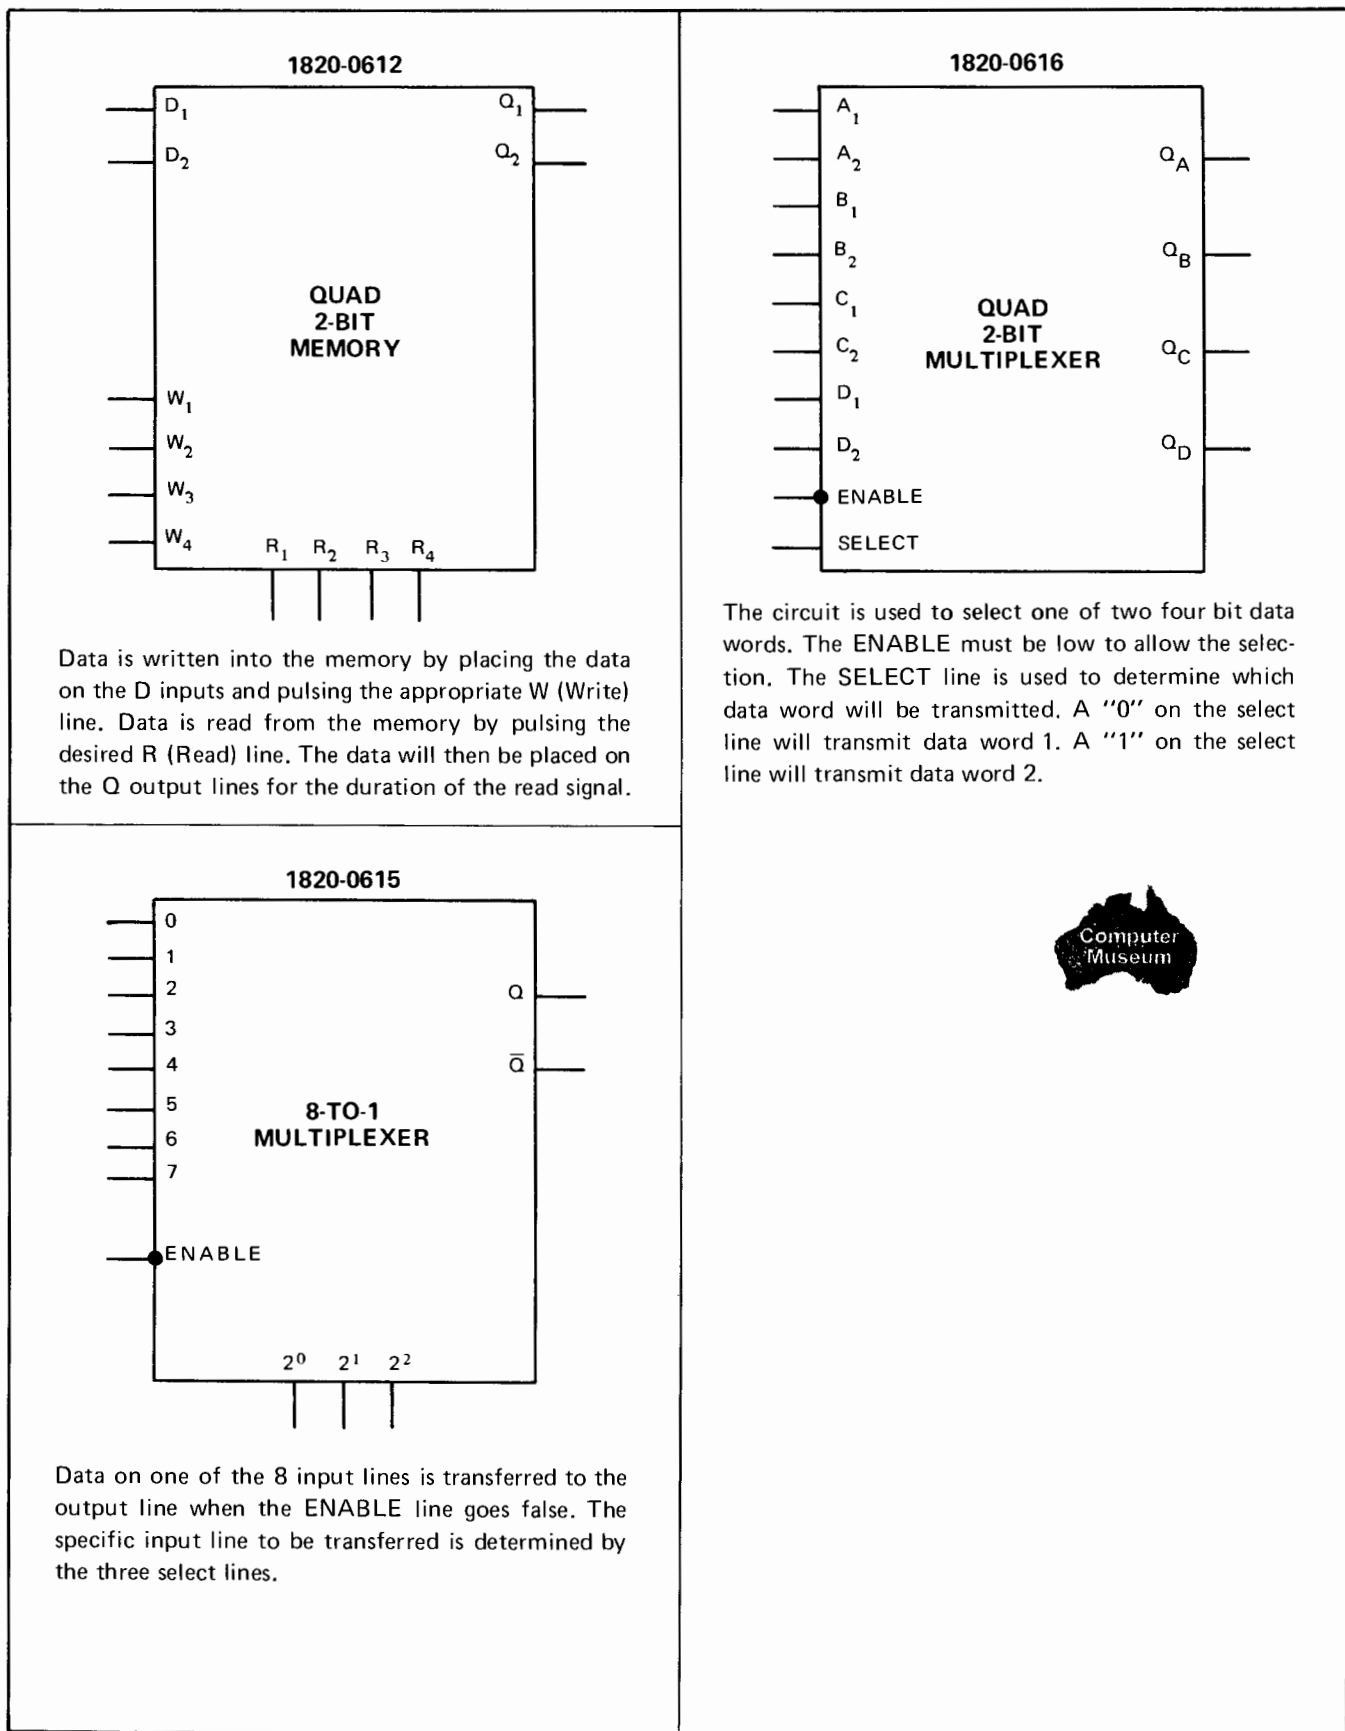 1820-0612
D₁ Q₁
D₂ Q₂
QUAD
2-BIT
MEMORY
W₁
W₂
W₃
W₄
R₁ R₂ R₃ R₄
Data is written into the memory by placing the data
on the D inputs and pulsing the appropriate W (Write)
line. Data is read from the memory by pulsing the
desired R (Read) line. The data will then be placed on
the Q output lines for the duration of the read signal.
1820-0615
0
1
2
3
4
5
6
7
Q
Q̅
8-TO-1
MULTIPLEXER
ENABLE
2⁰ 2¹ 2²
Data on one of the 8 input lines is transferred to the
output line when the ENABLE line goes false. The
specific input line to be transferred is determined by
the three select lines.
1820-0616
A₁
A₂
B₁
B₂
C₁
C₂
D₁
D₂
ENABLE
SELECT
QUAD
2-BIT
MULTIPLEXER
Q_A
Q_B
Q_C
Q_D
The circuit is used to select one of two four bit data
words. The ENABLE must be low to allow the selec-
tion. The SELECT line is used to determine which
data word will be transmitted. A "0" on the select
line will transmit data word 1. A "1" on the select
line will transmit data word 2.
Computer
Museum